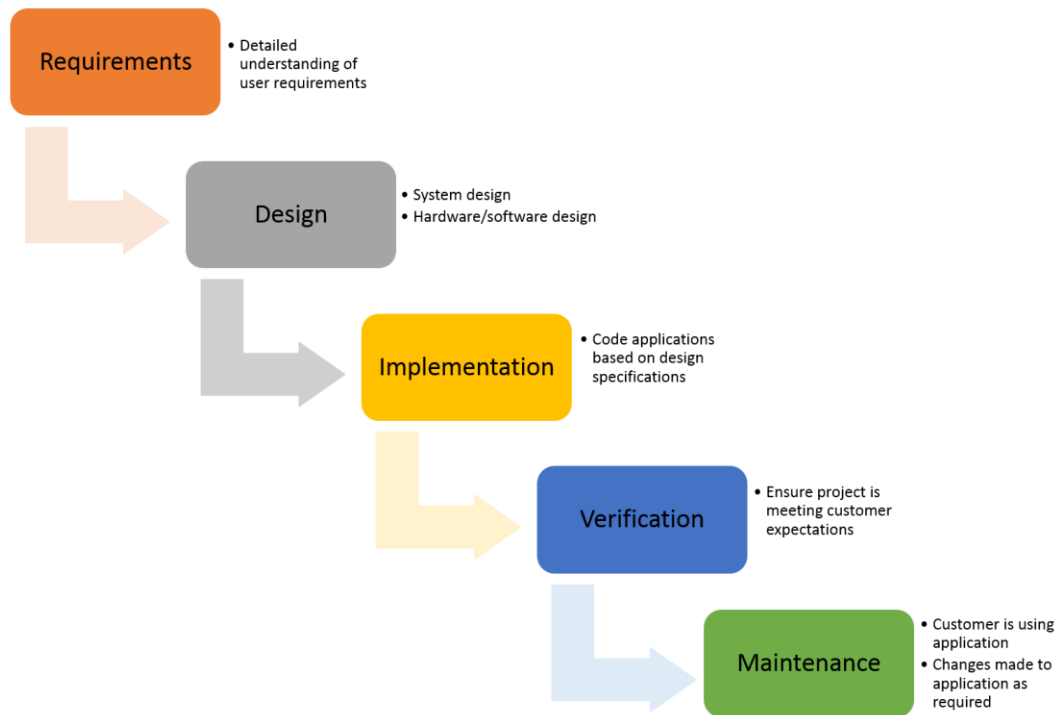 Requirements
• Detailed
understanding of
user requirements
Design
• System design
• Hardware/software design
Implementation
• Code applications
based on design
specifications
Verification
• Ensure project is
meeting customer
expectations
Maintenance
• Customer is using
application
• Changes made to
application as
required